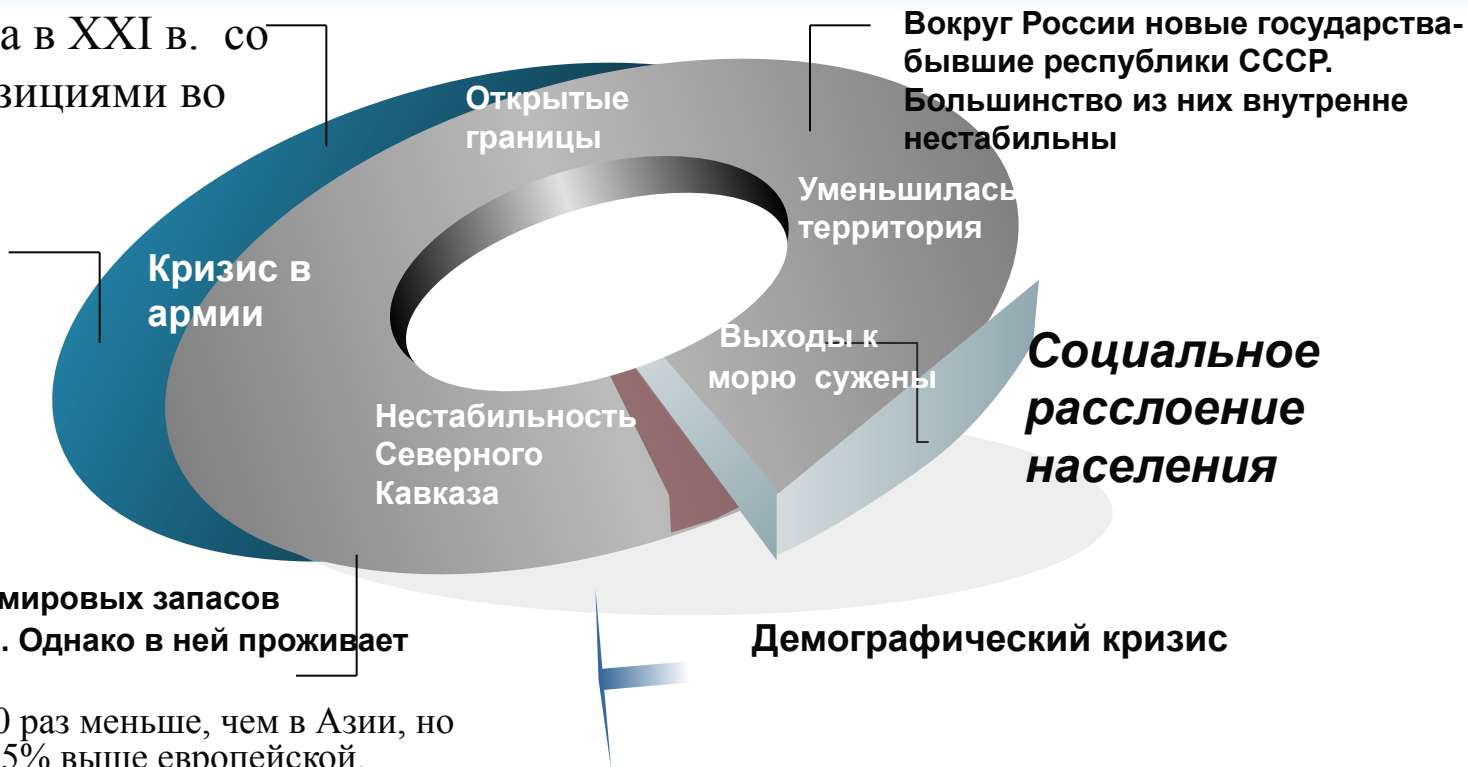 а в XXI в. со
зициями во
Вокруг России новые государства-
бывшие республики СССР.
Большинство из них внутренне
нестабильны
Открытые
границы
Уменьшилась
территория
Кризис в
армии
Выходы к
морю сужены
Социальное
расслоение
населения
Нестабильность
Северного
Кавказа
мировых запасов
. Однако в ней проживает
Демографический кризис
0 раз меньше, чем в Азии, но
5% выше европейской.